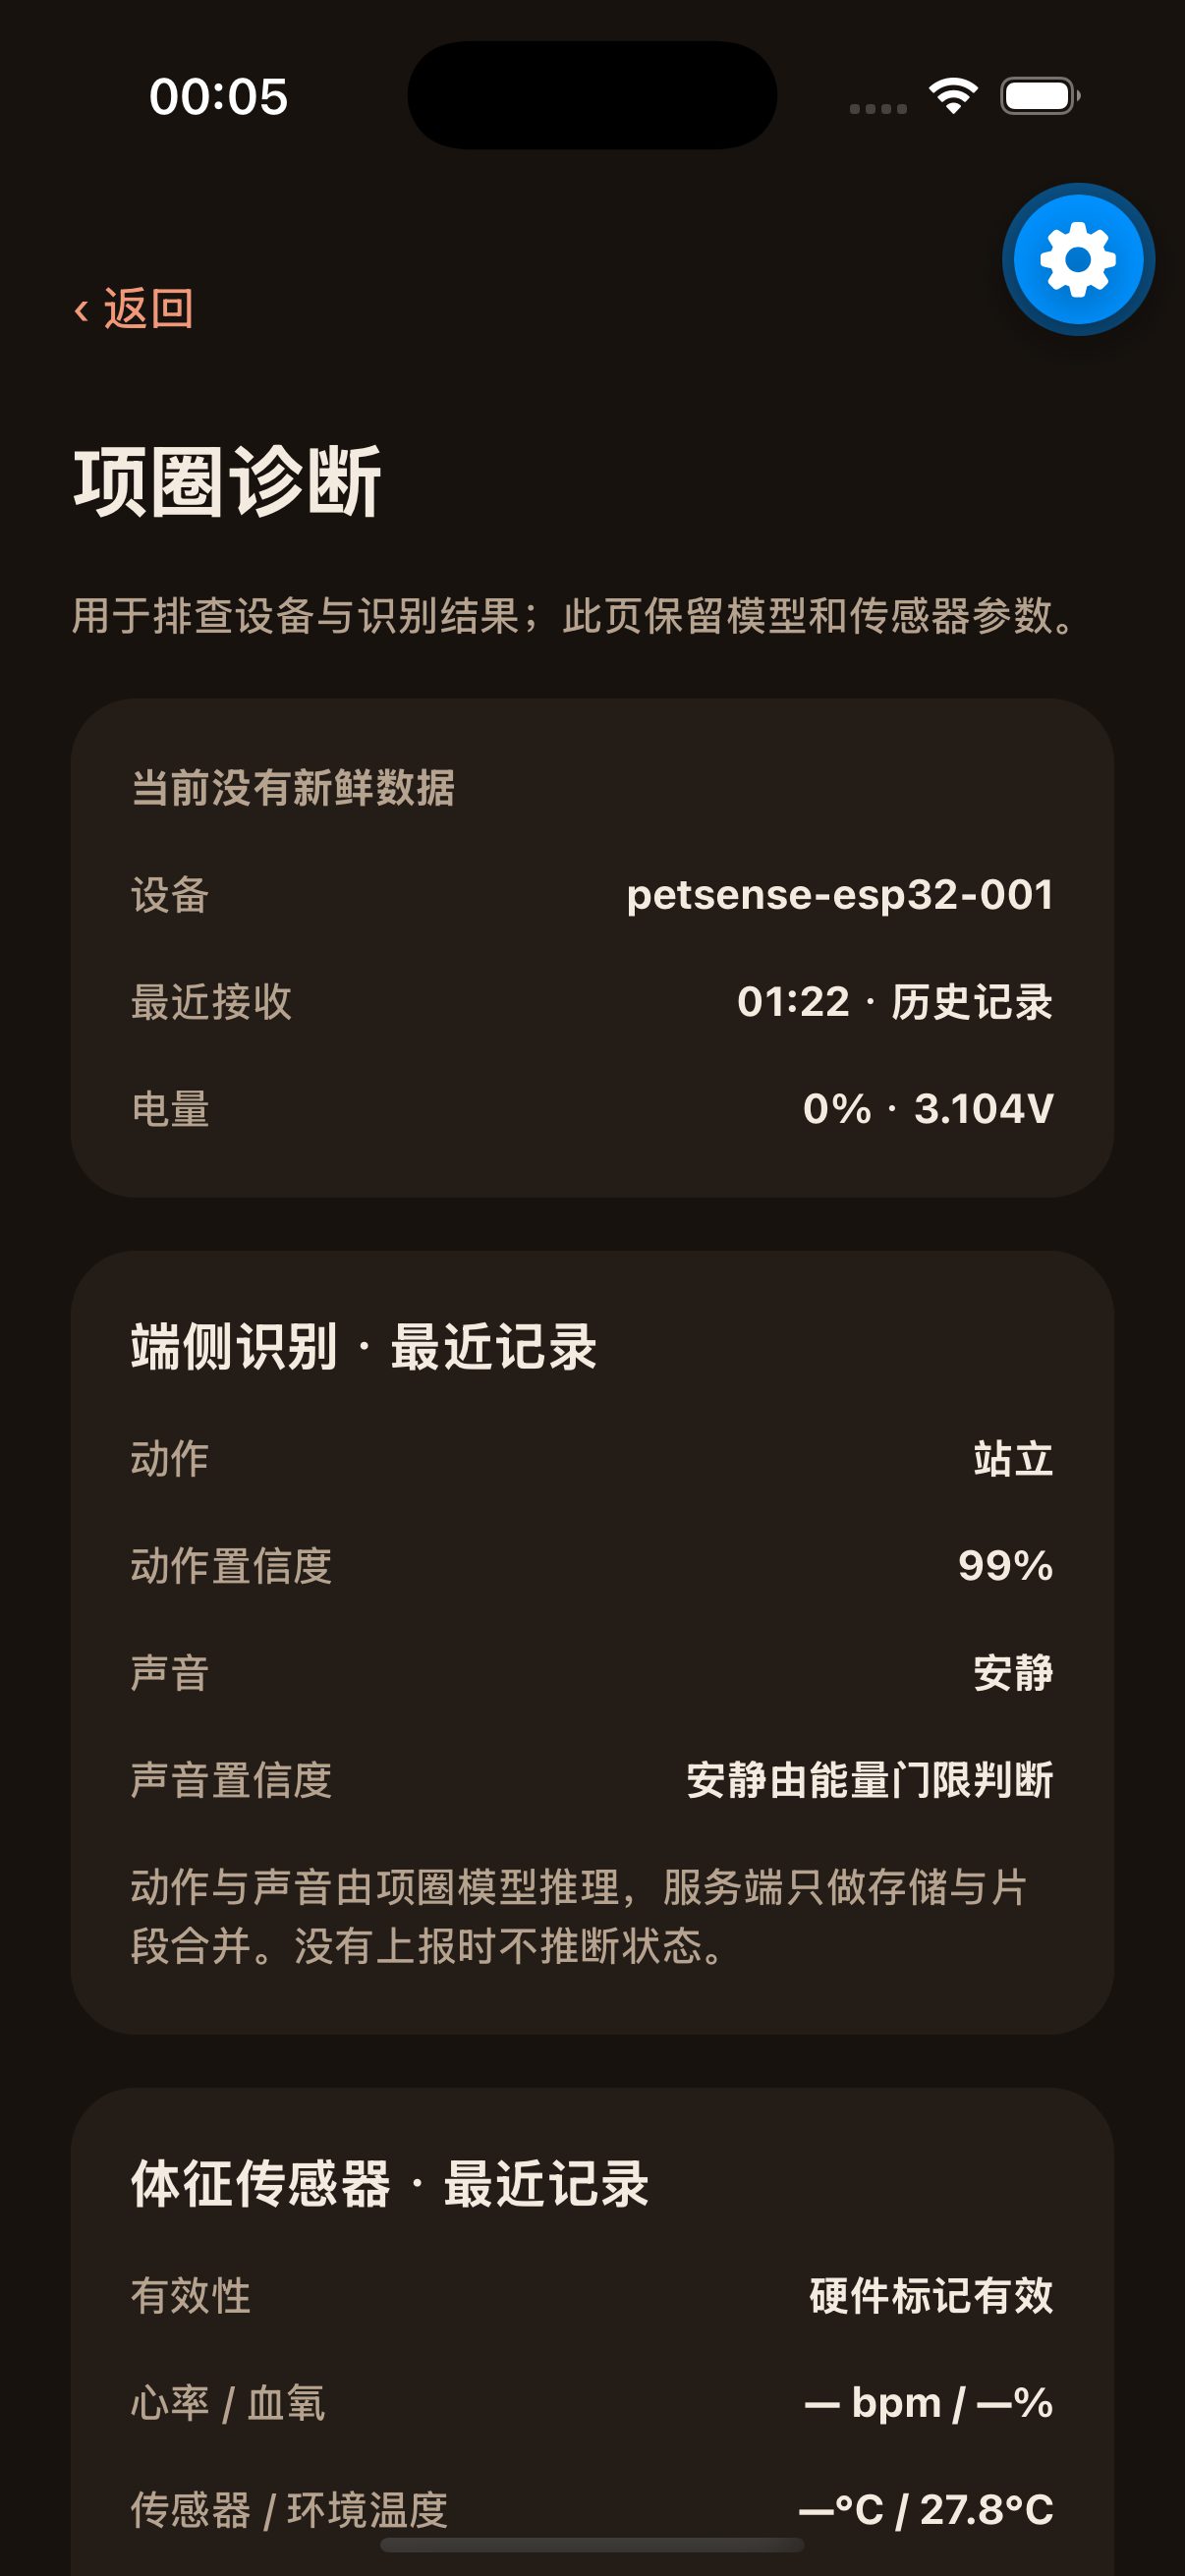 00:05
‹ 返回
项圈诊断
用于排查设备与识别结果；此页保留模型和传感器参数。
当前没有新鲜数据
设备 petsense-esp32-001
最近接收 01:22 · 历史记录
电量 0% · 3.104V
端侧识别 · 最近记录
动作 站立
动作置信度 99%
声音 安静
声音置信度 安静由能量门限判断
动作与声音由项圈模型推理，服务端只做存储与片
段合并。没有上报时不推断状态。
体征传感器 · 最近记录
有效性 硬件标记有效
心率 / 血氧 — bpm / —%
传感器 / 环境温度 —°C / 27.8°C